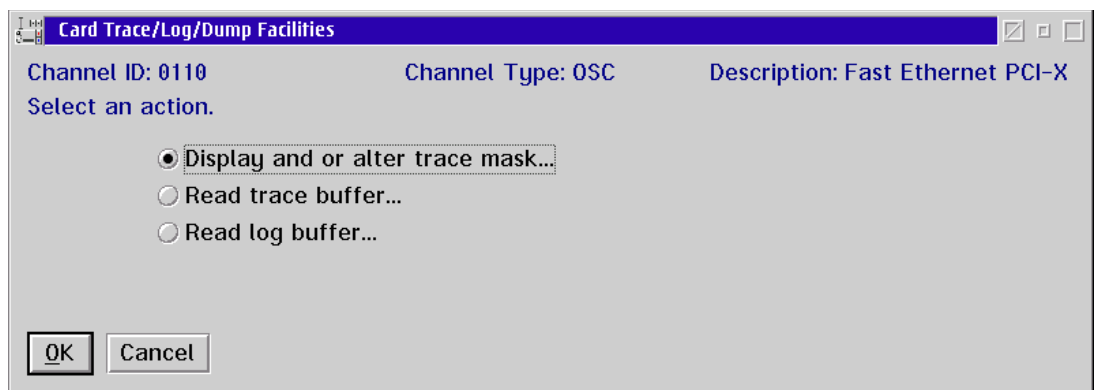 Card Trace/Log/Dump Facilities
Channel ID: 0110 Channel Type: OSC Description: Fast Ethernet PCI-X
Select an action.
Display and or alter trace mask...
Read trace buffer...
Read log buffer...
OK Cancel